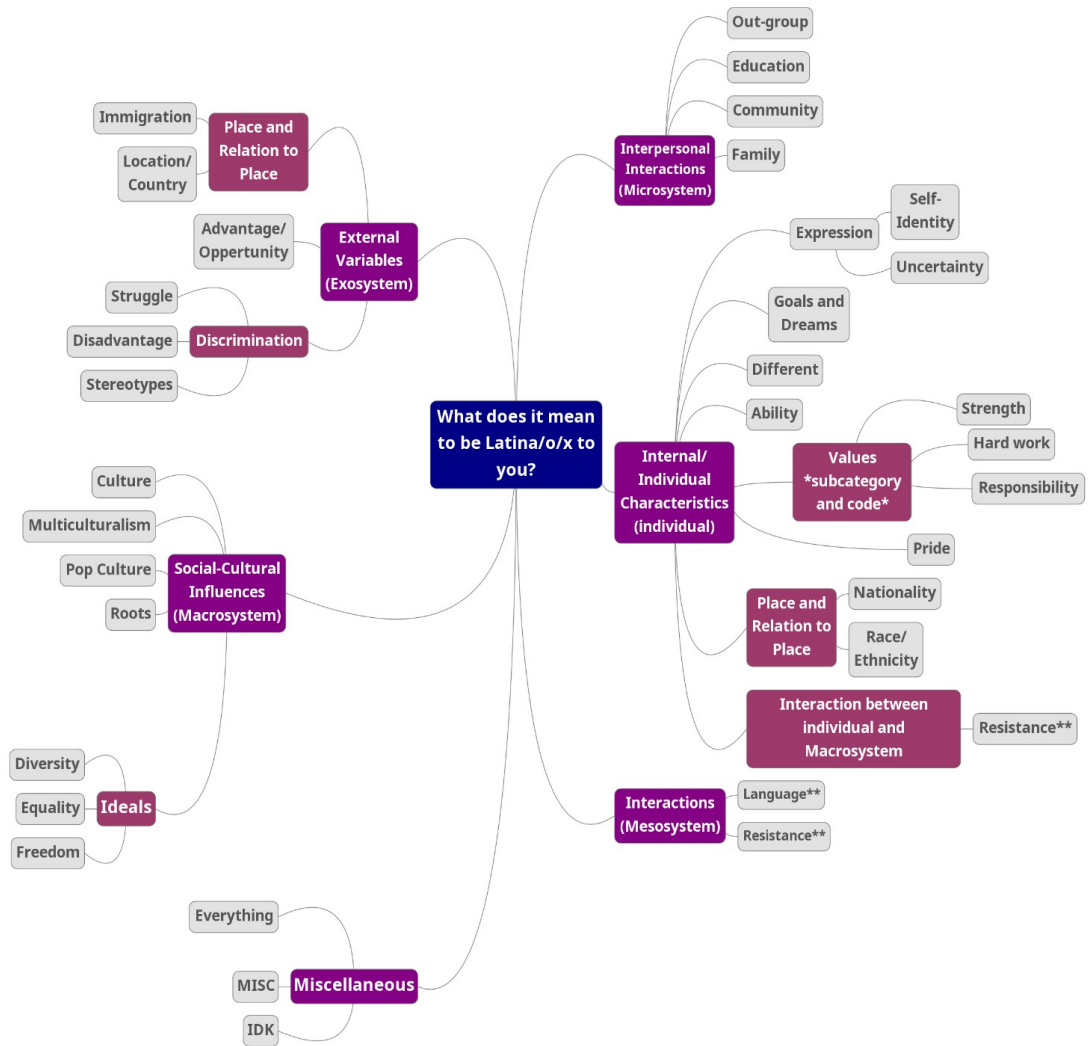 What does it mean
to be Latina/o/x to
you?
Interpersonal
Interactions
(Microsystem)
Out-group
Education
Community
Family
Internal/
Individual
Characteristics
(individual)
Expression
Self-
Identity
Uncertainty
Goals and
Dreams
Different
Ability
Values
*subcategory
and code*
Strength
Hard work
Responsibility
Pride
Place and
Relation to
Place
Nationality
Race/
Ethnicity
Interaction between
individual and
Macrosystem
Resistance**
Interactions
(Mesosystem)
Language**
Resistance**
External
Variables
(Exosystem)
Place and
Relation to
Place
Immigration
Location/
Country
Advantage/
Oppertunity
Discrimination
Struggle
Disadvantage
Stereotypes
Social-Cultural
Influences
(Macrosystem)
Culture
Multiculturalism
Pop Culture
Roots
Ideals
Diversity
Equality
Freedom
Miscellaneous
Everything
MISC
IDK